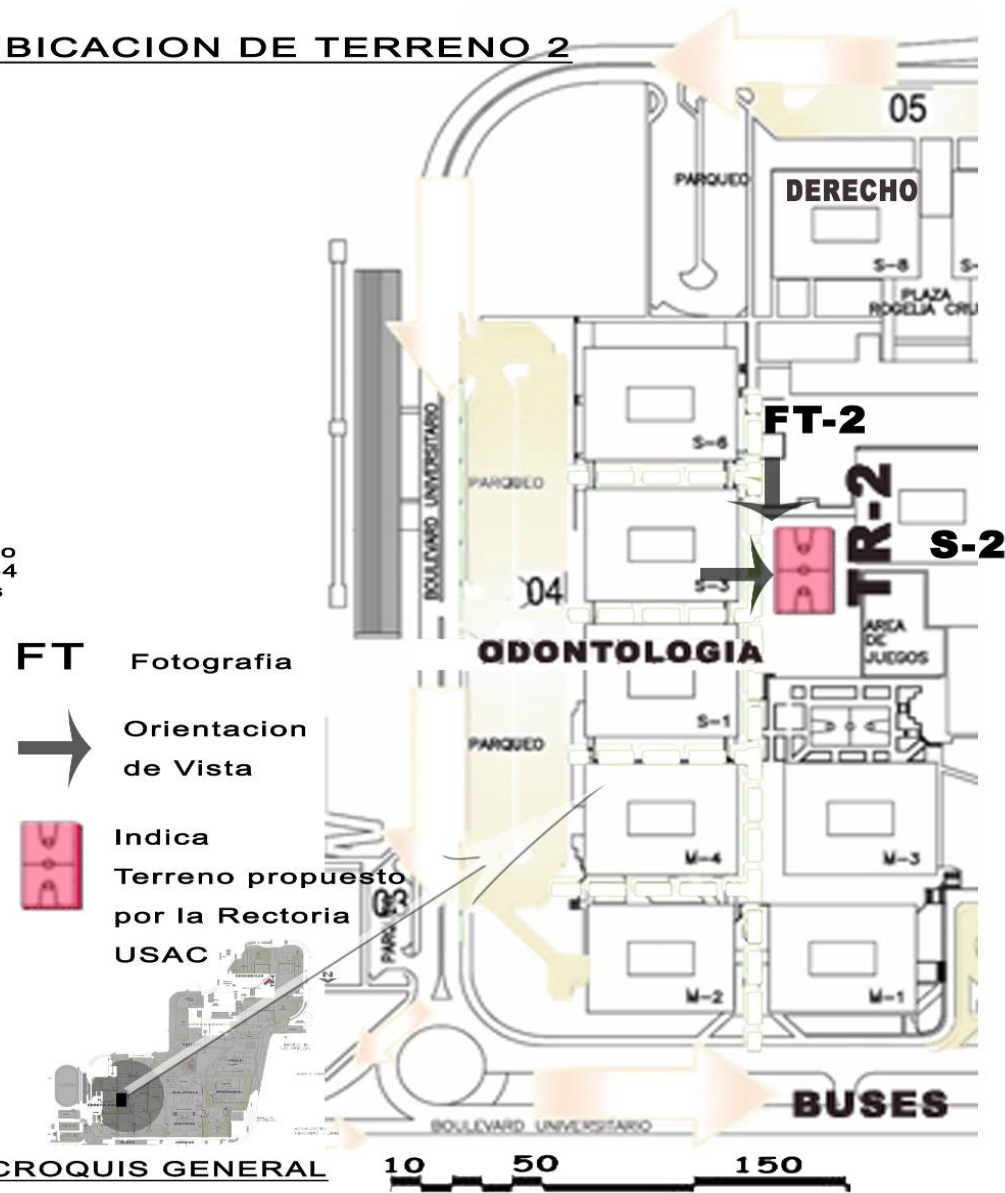 BICACION DE TERRENO 2
05
PARQUEO
DERECHO
S-8
S-
PLAZA
ROGELIA CRU
BOULEVARD UNIVERSITARIO
PARQUEO
S-6
FT-2
TR-2
S-2
S-3
04
o
4
s
AREA
DE
JUEGOS
ODONTOLOGIA
S-1
PARQUEO
FT Fotografia
Orientacion
de Vista
Indica
Terreno propuesto
por la Rectoria
USAC
M-4
M-3
M-2
M-1
BUSES
BOULEVARD UNIVERSITARIO
CROQUIS GENERAL
10 50 150